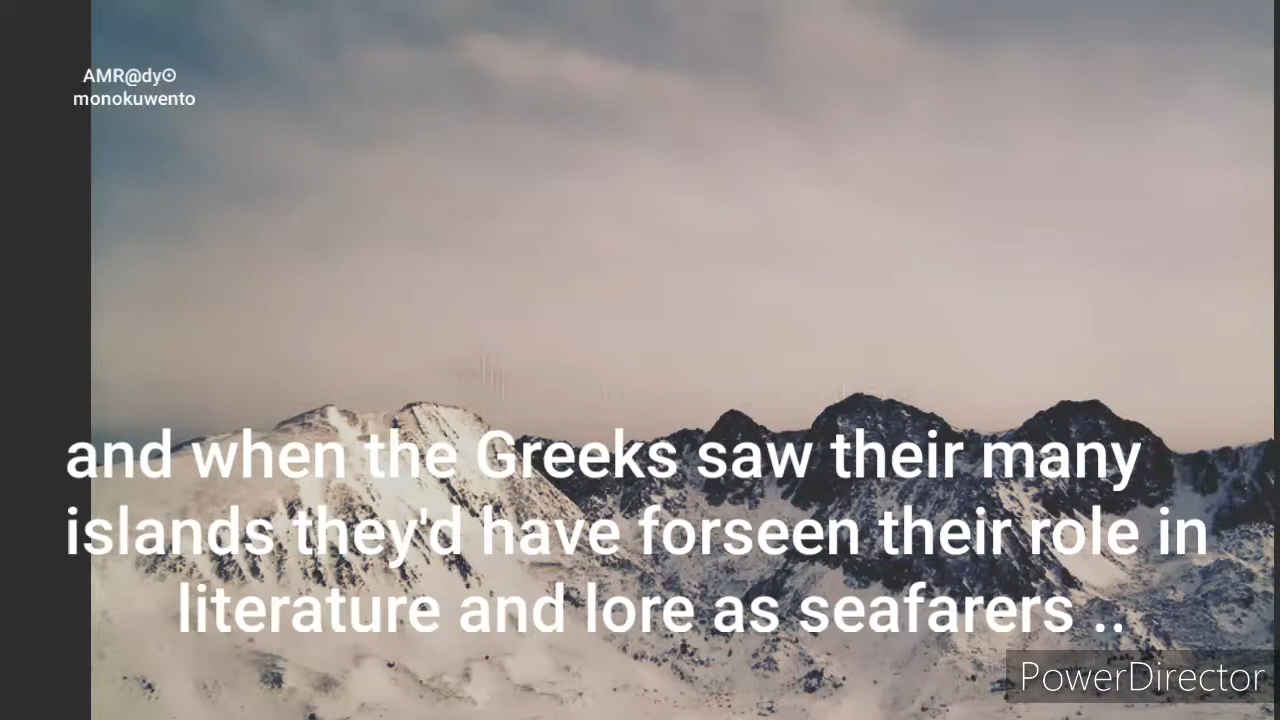 AMR@dy⊙
monokuwento
and when the Greeks saw their many
islands they'd have forseen their role in
literature and lore as seafarers ..
PowerDirector